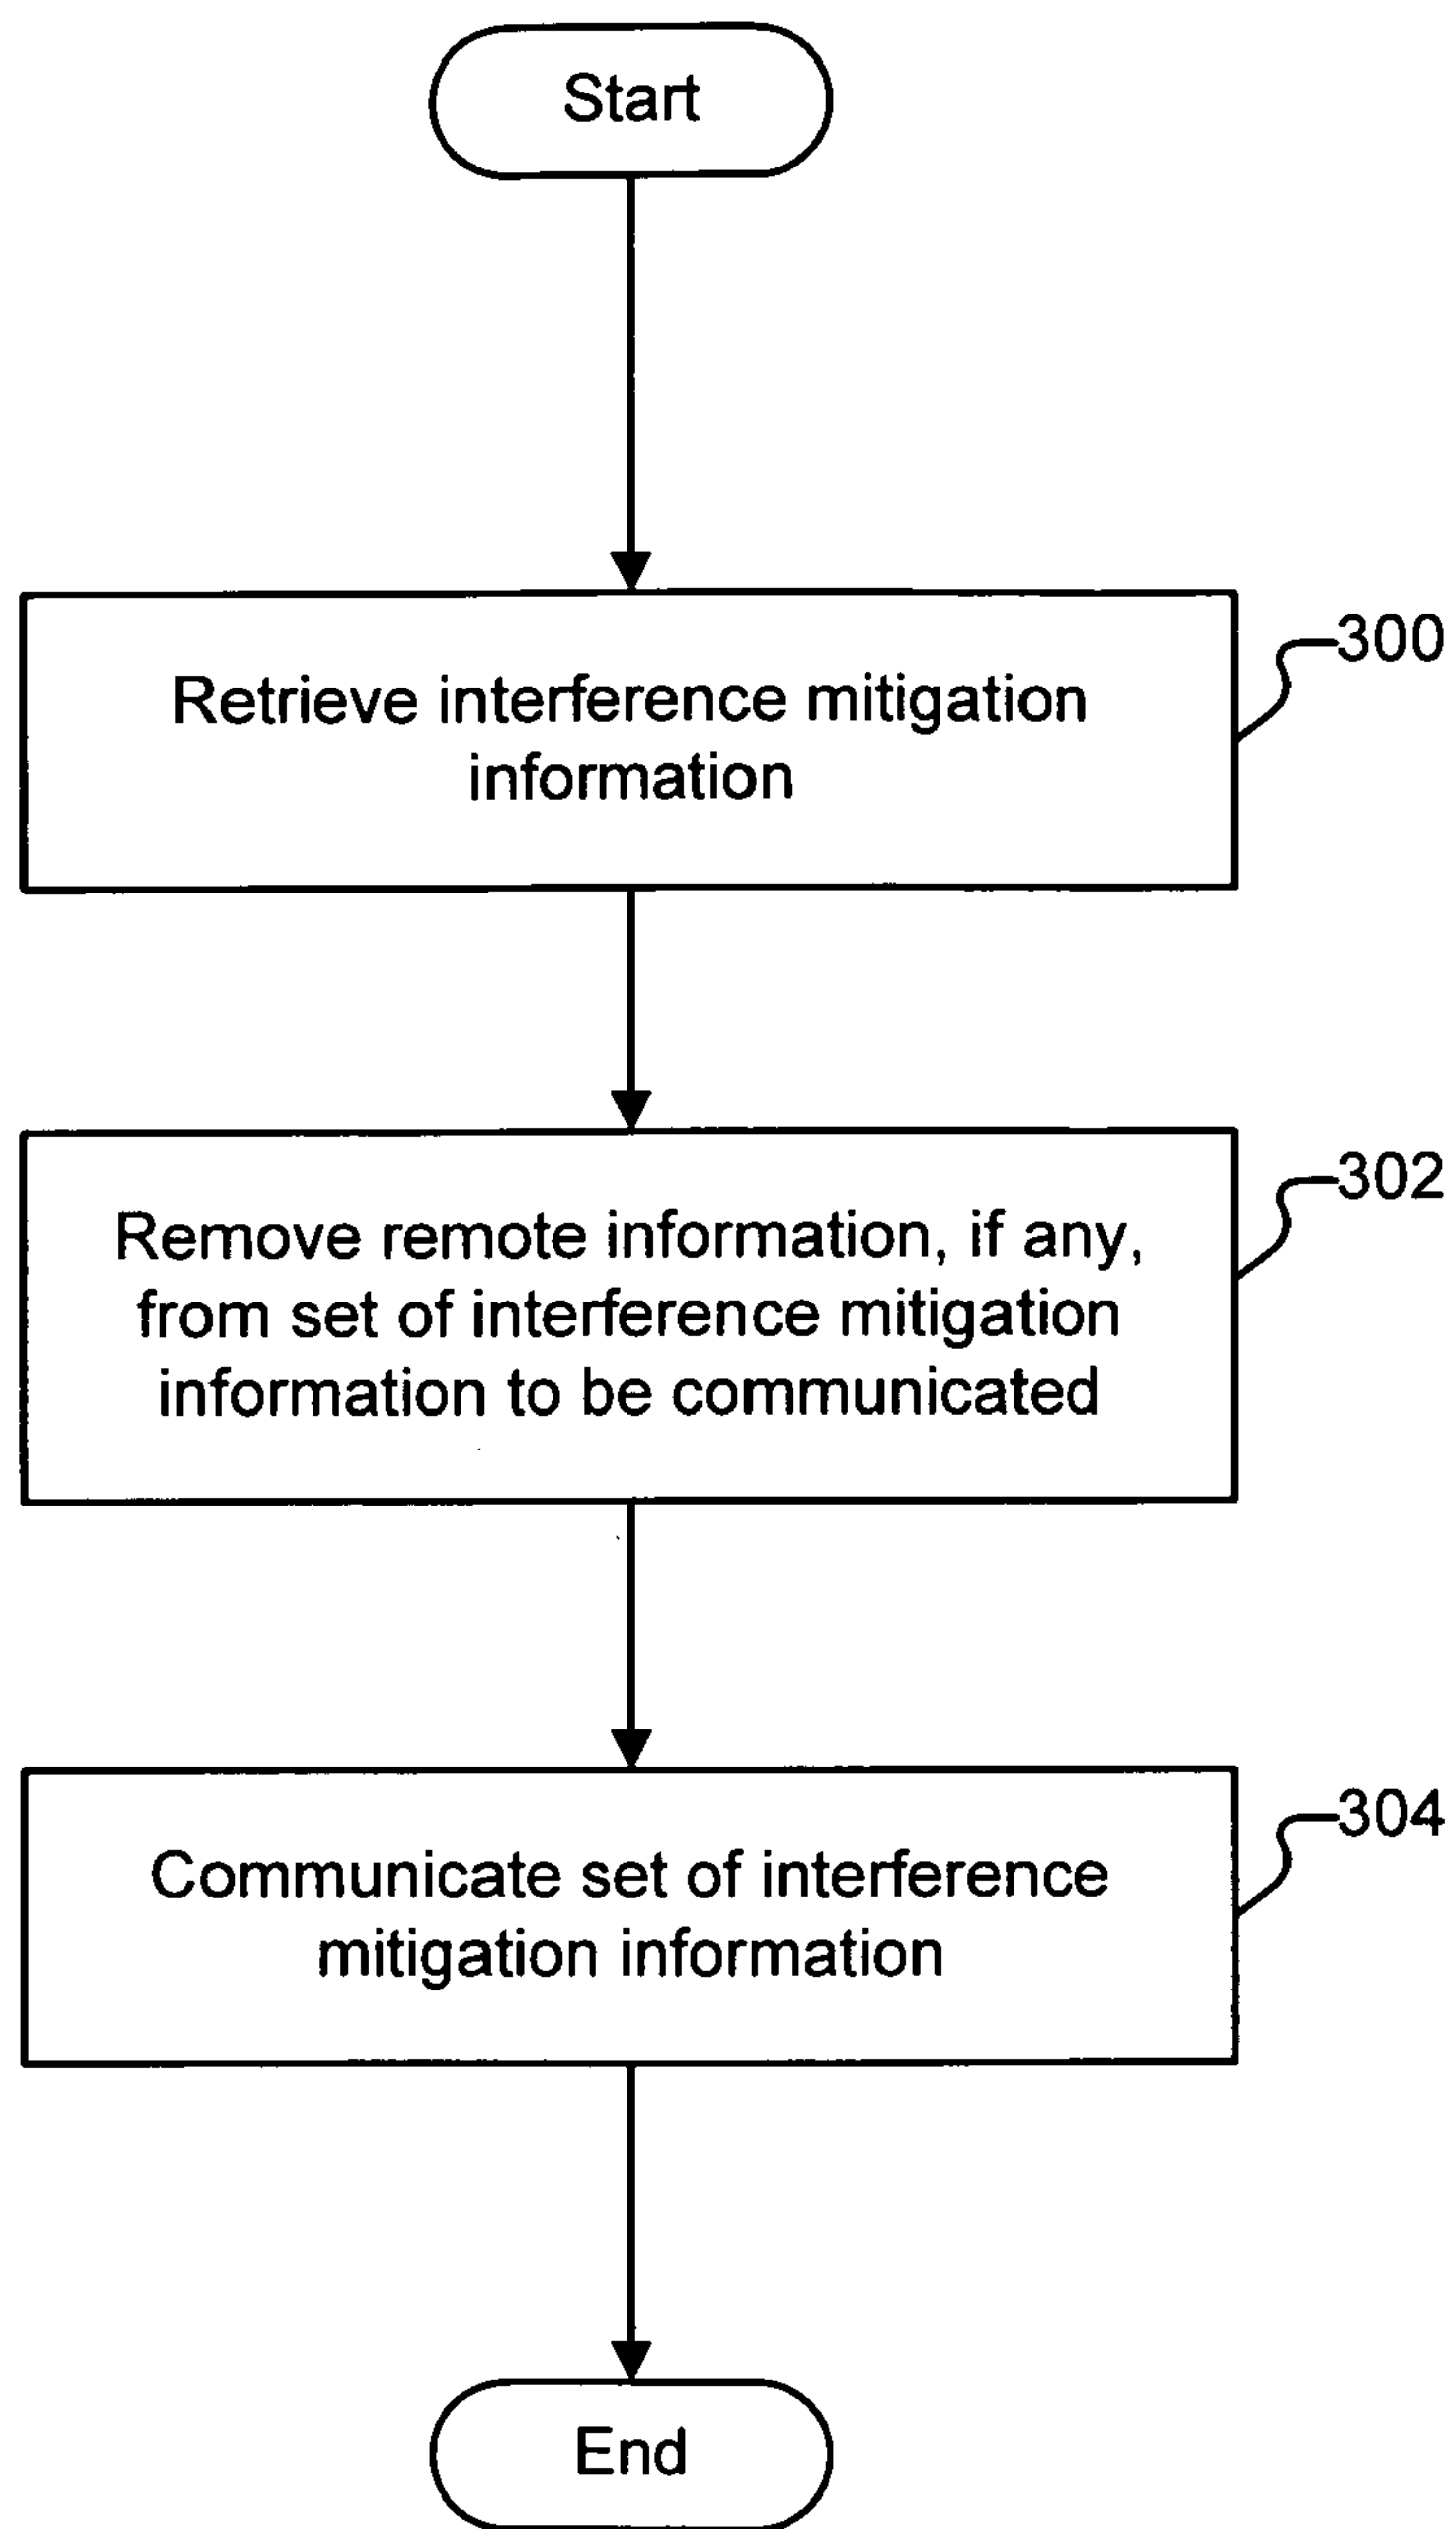 Start
300
Retrieve interference mitigation
information
302
Remove remote information, if any,
from set of interference mitigation
information to be communicated
304
Communicate set of interference
mitigation information
End